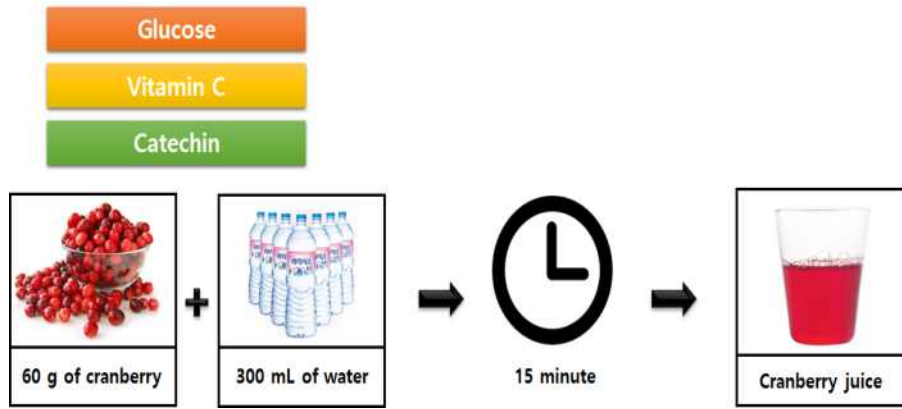 Glucose
Vitamin C
Catechin
60 g of cranberry
300 mL of water
15 minute
Cranberry juice